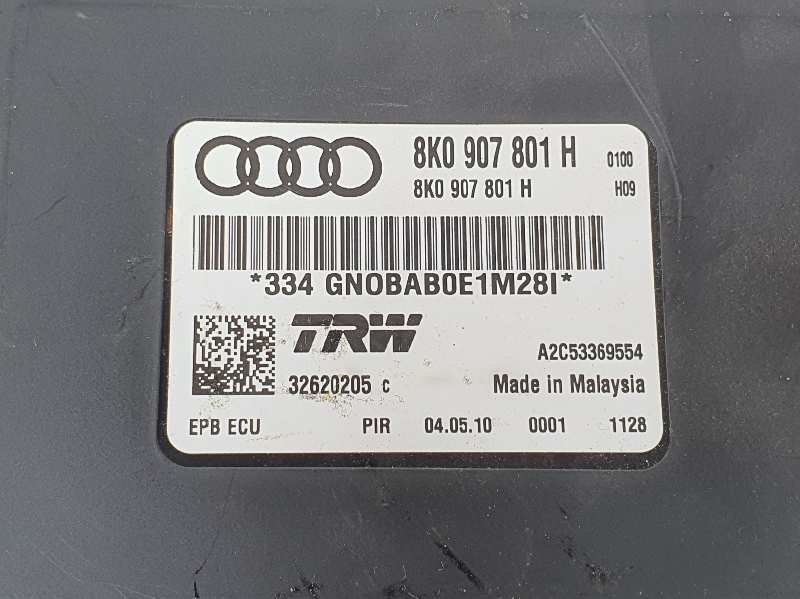 8K0 907 801 H 0100
8K0 907 801 H H09
*334 GNOBAB0E1M28I*
TRW
A2C53369554
32620205 c Made in Malaysia
EPB ECU PIR 04.05.10 0001 1128